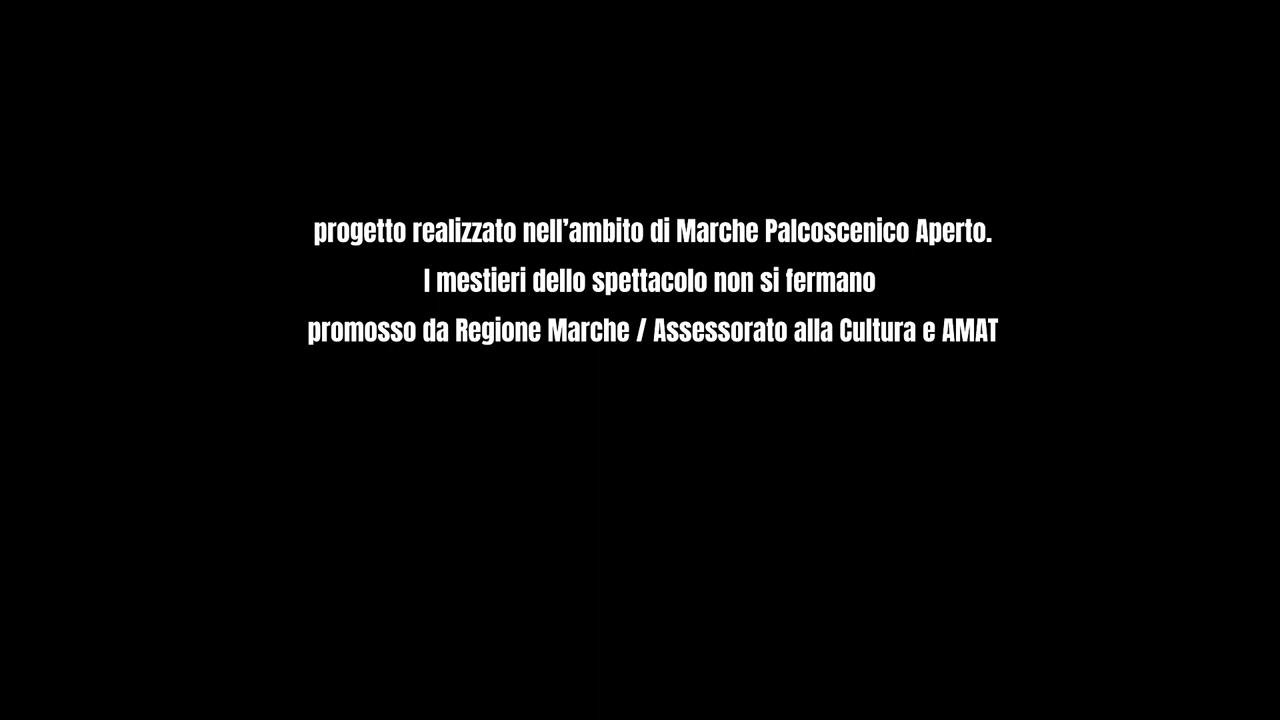 progetto realizzato nell’ambito di Marche Palcoscenico Aperto.
I mestieri dello spettacolo non si fermano
promosso da Regione Marche / Assessorato alla Cultura e AMAT